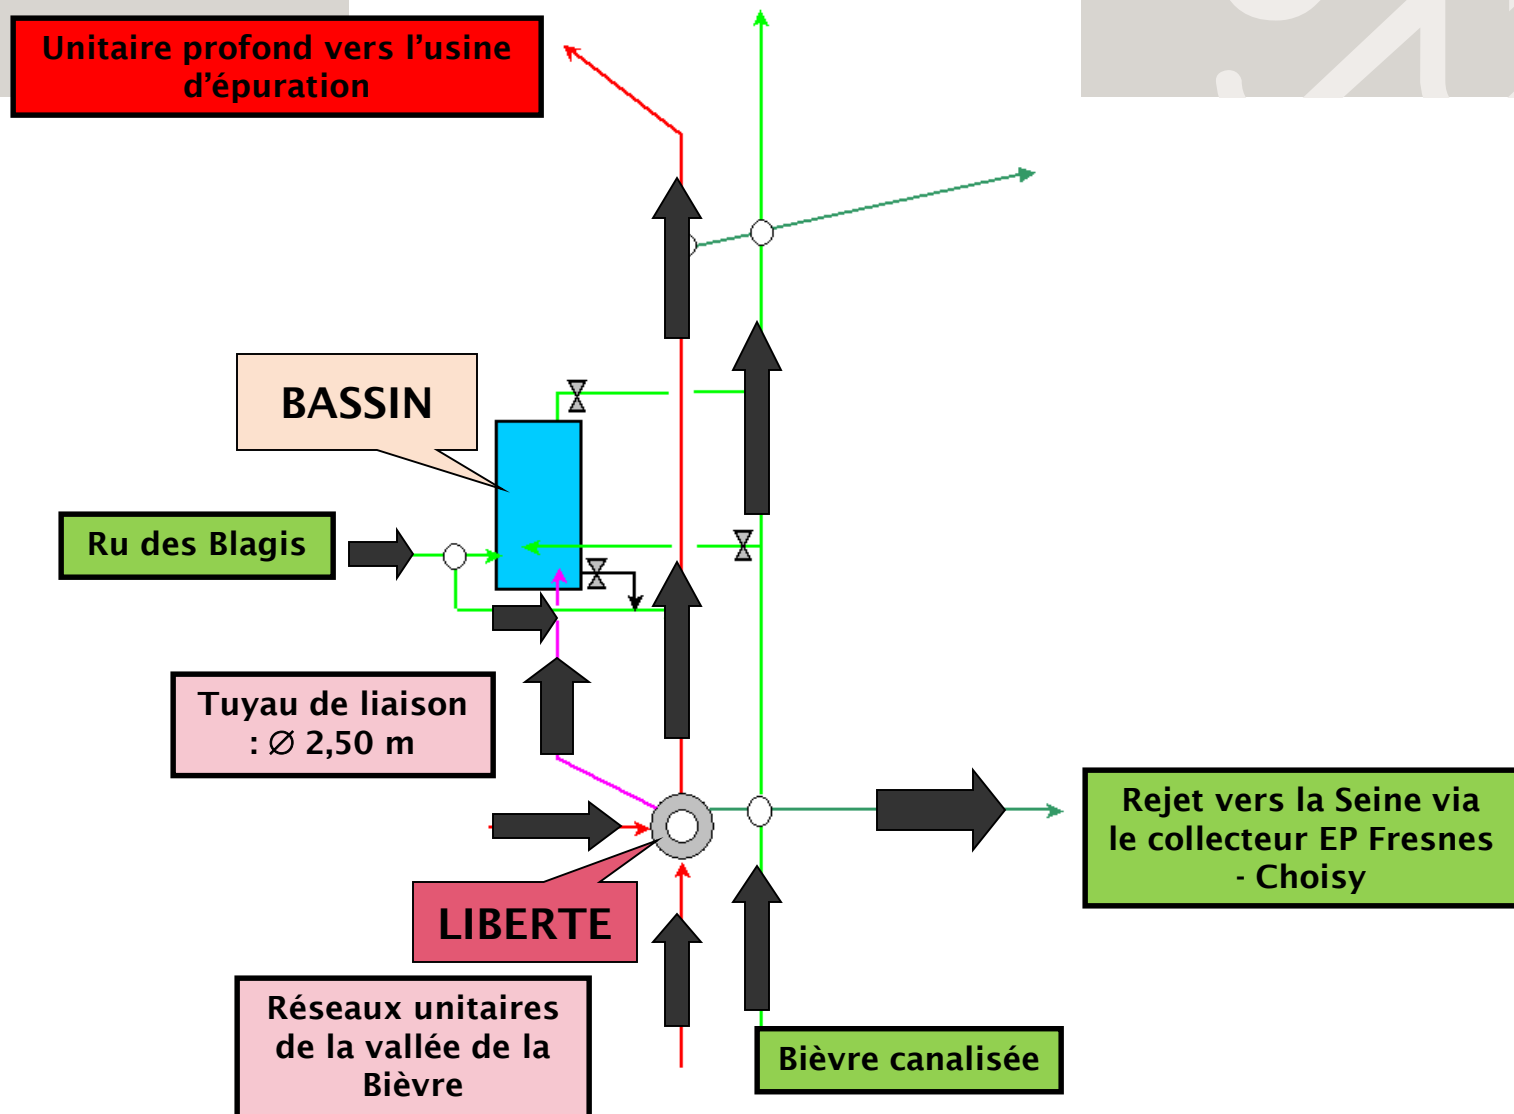 Unitaire profond vers l'usine
d'épuration
BASSIN
Ru des Blagis
Tuyau de liaison
: ∅ 2,50 m
Rejet vers la Seine via
le collecteur EP Fresnes
- Choisy
LIBERTE
Réseaux unitaires
de la vallée de la
Bièvre
Bièvre canalisée